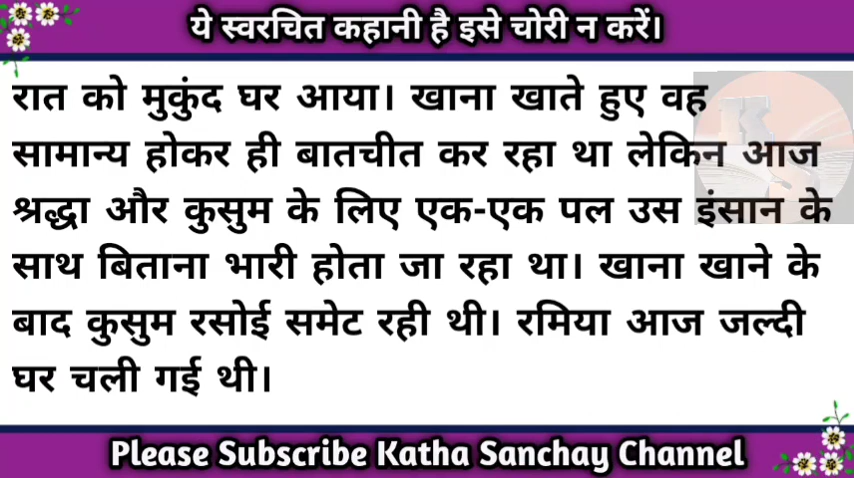 ये स्वरचित कहानी है इसे चोरी न करें।
रात को मुकुंद घर आया। खाना खाते हुए वह
सामान्य होकर ही बातचीत कर रहा था लेकिन आज
श्रद्धा और कुसुम के लिए एक-एक पल उस इंसान के
साथ बिताना भारी होता जा रहा था। खाना खाने के
बाद कुसुम रसोई समेट रही थी। रमिया आज जल्दी
घर चली गई थी।
Please Subscribe Katha Sanchay Channel